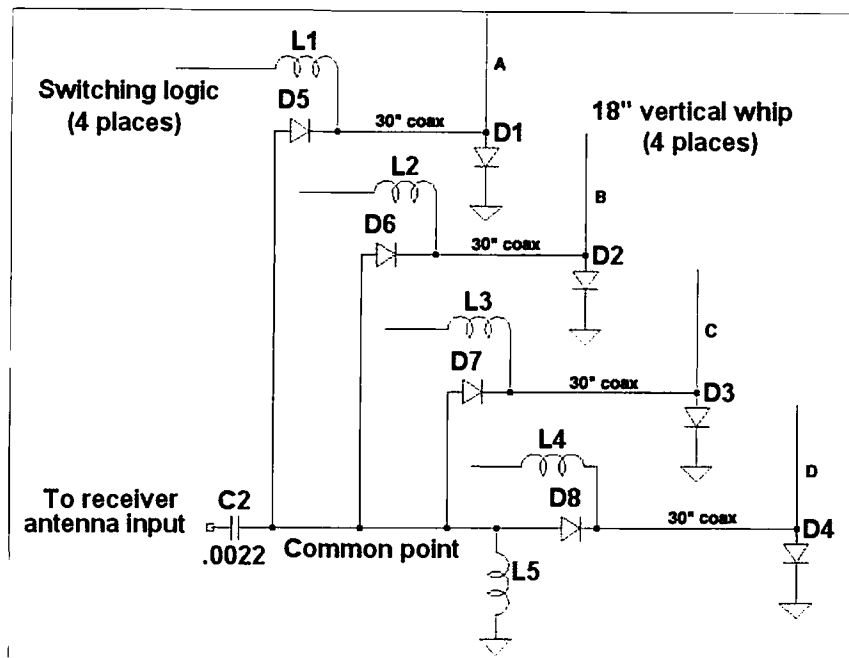 L1
A
Switching logic
(4 places)
D5
30" coax
D1
18" vertical whip
(4 places)
L2
B
D6
30" coax
D2
L3
C
D7
30" coax
D3
L4
D
D8
To receiver
antenna input
C2
30" coax
D4
.0022
Common point
L5